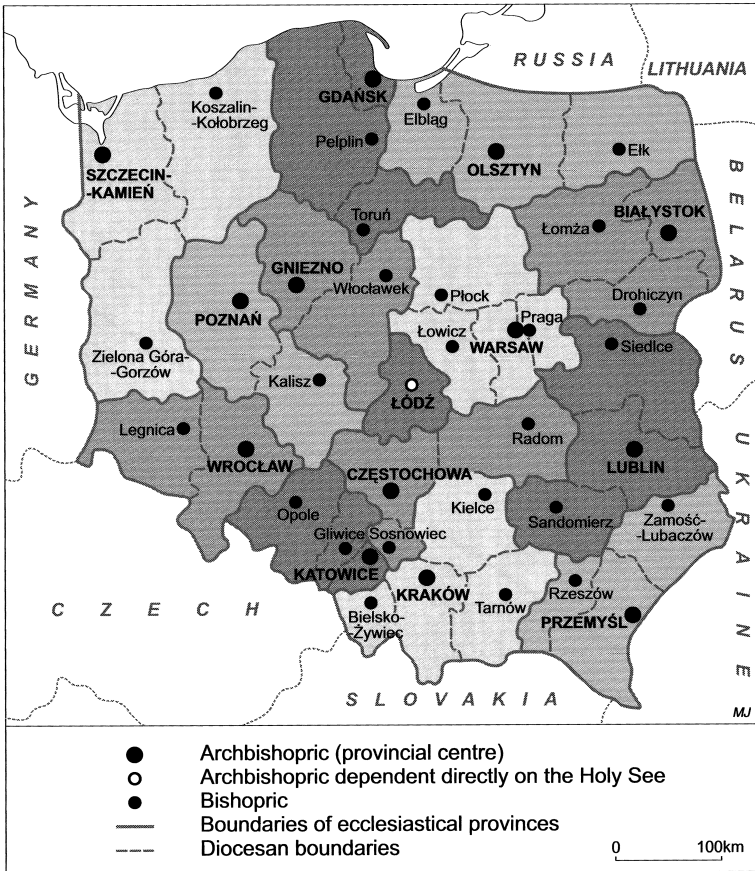 RUSSIA
LITHUANIA
Koszalin-
-Kołobrzeg
GDAŃSK
Elbląg
Pelplin
SZCZECIN-
-KAMIEŃ
OLSZTYN
Ełk
BELARUS
GERMANY
Toruń
Łomża
BIAŁYSTOK
GNIEZNO
Włocławek
POZNAŃ
Płock
Praga
Drohiczyn
Łowicz
WARSAW
Siedlce
Zielona Góra-
-Gorzów
Kalisz
ŁÓDŹ
Legnica
Radom
WROCŁAW
LUBLIN
UKRAINE
CZĘSTOCHOWA
Opole
Kielce
Sandomierz
Zamość-
-Lubaczów
Gliwice
Sosnowiec
KATOWICE
KRAKÓW
Rzeszów
CZECH
Bielsko-
-Żywiec
Tarnów
PRZEMYŚL
SLOVAKIA
MJ
Archbishopric (provincial centre)
Archbishopric dependent directly on the Holy See
Bishopric
Boundaries of ecclesiastical provinces
Diocesan boundaries
0 100km